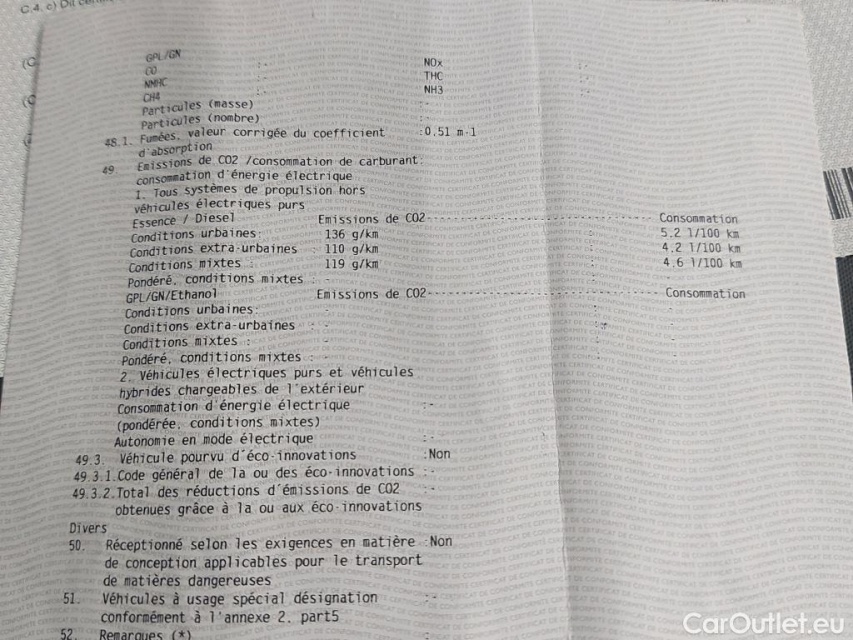 C.4. c)
GPL/GN
CO :- NOx :-
NMHC THC
CH4 NH3
Particules (masse) :-
Particules (nombre) :-
48.1. Fumées, valeur corrigée du coefficient :0,51 m-1
d'absorption
49 Emissions de CO2 /consommation de carburant:
consommation d'énergie électrique
1. Tous systèmes de propulsion hors
véhicules électriques purs
Essence / Diesel Emissions de CO2 Consommation
Conditions urbaines: 136 g/km : 5.2 l/100 km
Conditions extra-urbaines : 110 g/km : 4.2 l/100 km
Conditions mixtes : 119 g/km : 4.6 l/100 km
Pondéré, conditions mixtes :-
GPL/GN/Ethanol Emissions de CO2 Consommation
Conditions urbaines: -
Conditions extra-urbaines : -
Conditions mixtes : -
Pondéré, conditions mixtes : -
2. Véhicules électriques purs et véhicules
hybrides chargeables de l'extérieur
Consommation d'énergie électrique :-
(pondérée, conditions mixtes)
Autonomie en mode électrique :-
49.3. Véhicule pourvu d'éco-innovations :Non
49.3.1.Code général de la ou des éco-innovations :-
49.3.2.Total des réductions d'émissions de CO2 :-
obtenues grâce à la ou aux éco-innovations
Divers
50. Réceptionné selon les exigences en matière :Non
de conception applicables pour le transport
de matières dangereuses
51. Véhicules à usage spécial désignation :-
conformément à l'annexe 2, part5
52. Remarques (*) :
CarOutlet.eu